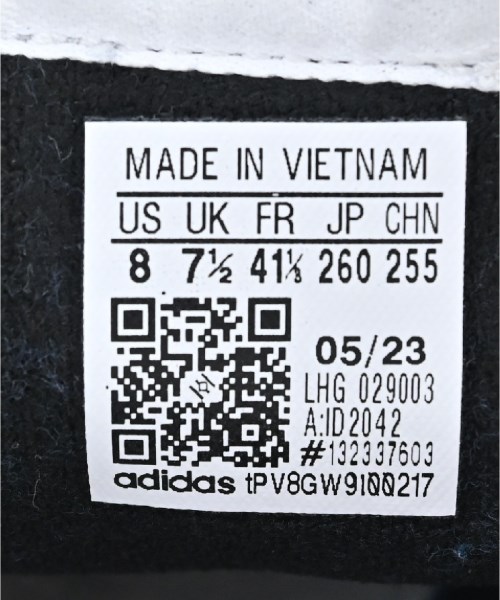 MADE IN VIETNAM
US UK FR JP CHN
8 7½ 41⅓ 260 255
05/23
LHG 029003
A:ID2042
#132337603
adidas tPV8GW9I00217